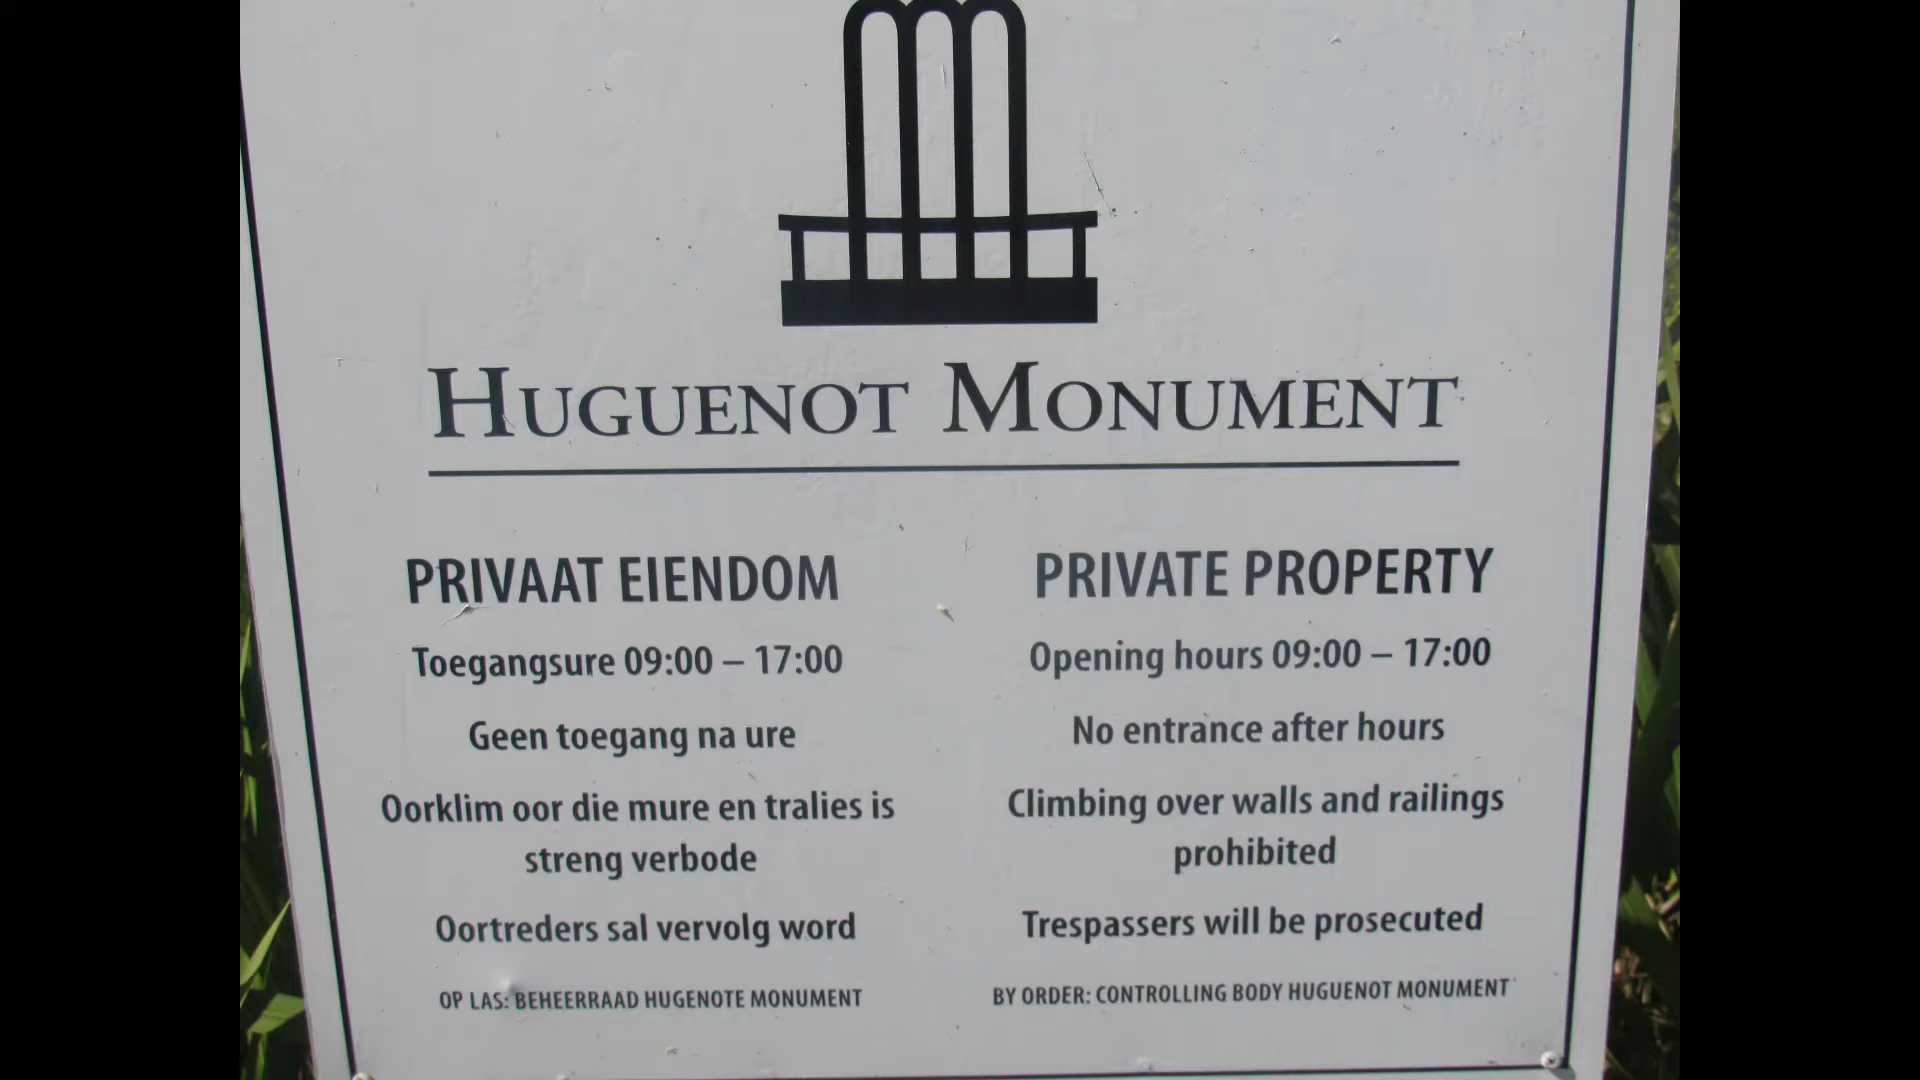 HUGUENOT MONUMENT
PRIVAAT EIENDOM
Toegangsure 09:00 – 17:00
Geen toegang na ure
Oorklim oor die mure en tralies is
streng verbode
Oortreders sal vervolg word
OP LAS: BEHEERRAAD HUGENOTE MONUMENT
PRIVATE PROPERTY
Opening hours 09:00 – 17:00
No entrance after hours
Climbing over walls and railings
prohibited
Trespassers will be prosecuted
BY ORDER: CONTROLLING BODY HUGUENOT MONUMENT